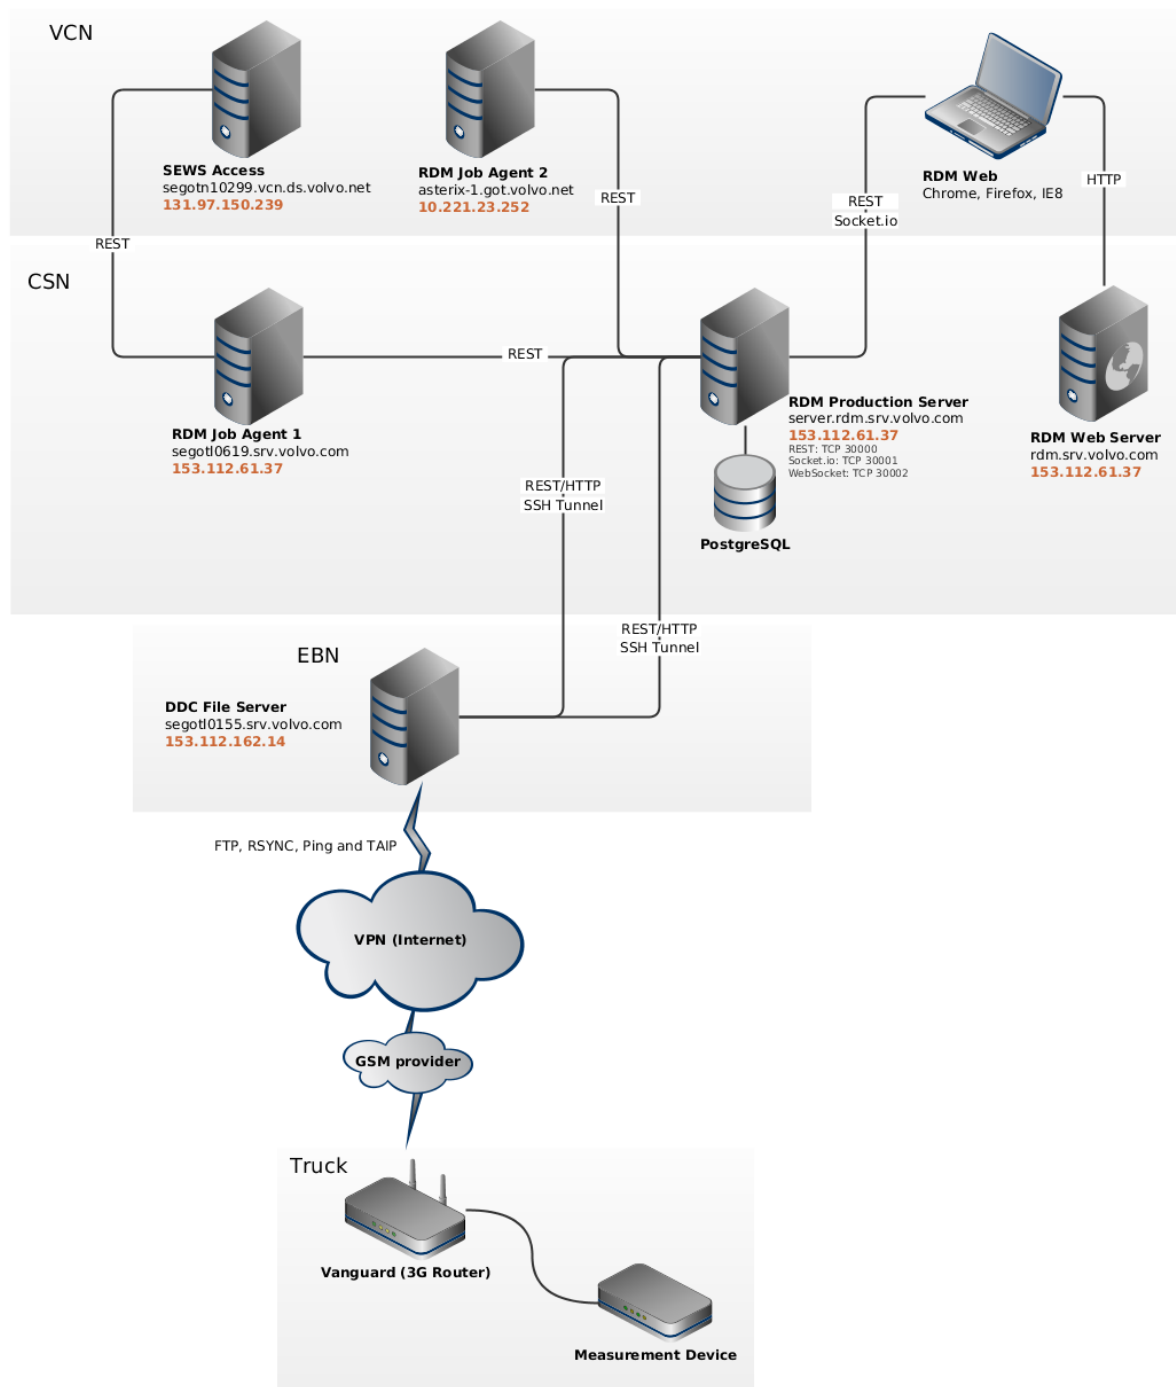 VCN
SEWS Access
segotn10299.vcn.ds.volvo.net
131.97.150.239
RDM Job Agent 2
asterix-1.got.volvo.net
10.221.23.252
RDM Web
Chrome, Firefox, IE8
HTTP
REST
REST
Socket.io
REST
CSN
REST
RDM Job Agent 1
segotl0619.srv.volvo.com
153.112.61.37
RDM Production Server
server.rdm.srv.volvo.com
153.112.61.37
REST: TCP 30000
Socket.io: TCP 30001
WebSocket: TCP 30002
RDM Web Server
rdm.srv.volvo.com
153.112.61.37
REST/HTTP
SSH Tunnel
PostgreSQL
REST/HTTP
SSH Tunnel
EBN
DDC File Server
segotl0155.srv.volvo.com
153.112.162.14
FTP, RSYNC, Ping and TAIP
VPN (Internet)
GSM provider
Truck
Vanguard (3G Router)
Measurement Device